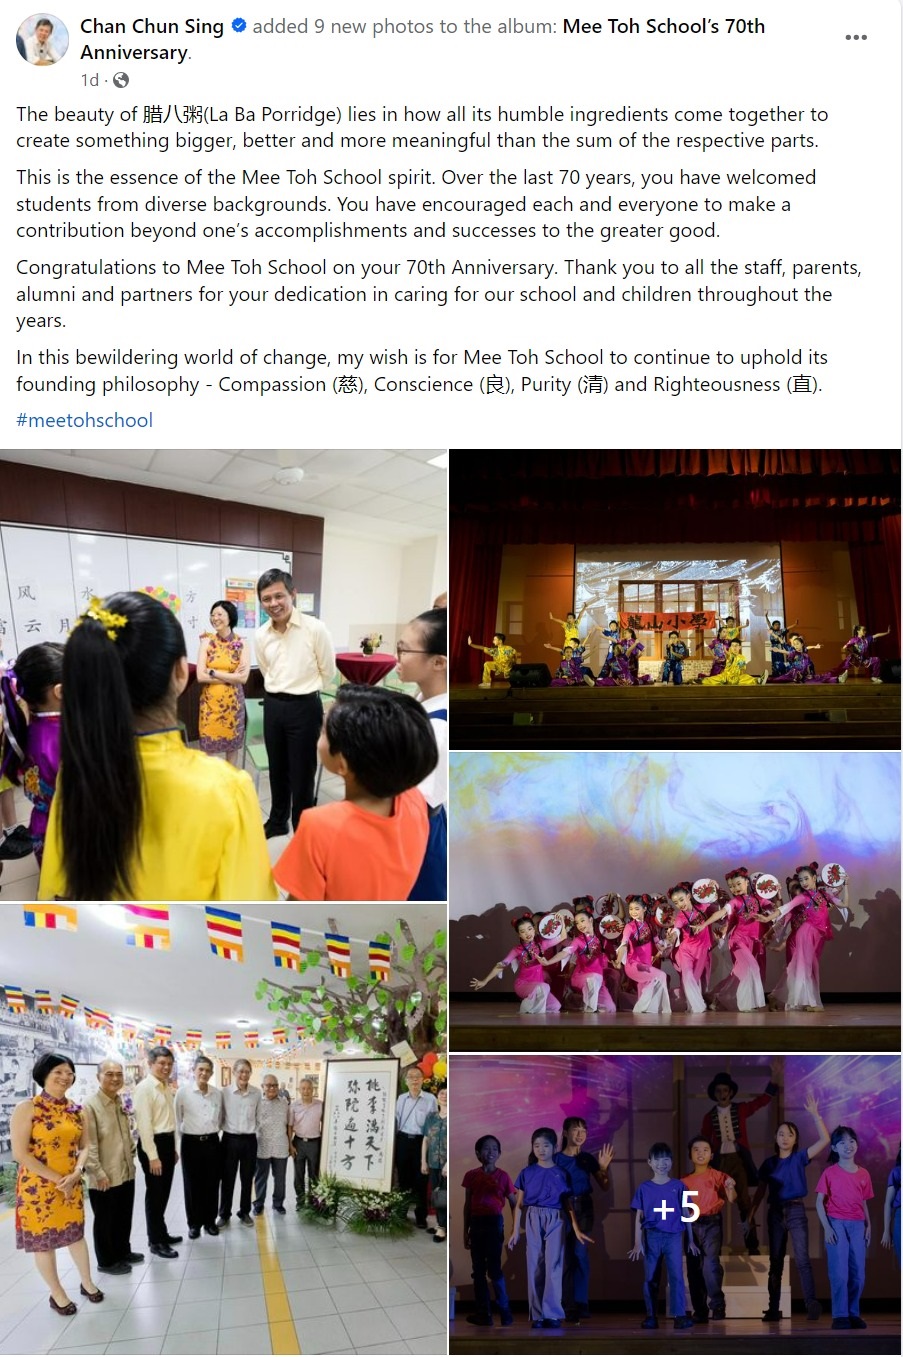 Chan Chun Sing added 9 new photos to the album: Mee Toh School's 70th
Anniversary.
1d ·
The beauty of 腊八粥(La Ba Porridge) lies in how all its humble ingredients come together to
create something bigger, better and more meaningful than the sum of the respective parts.
This is the essence of the Mee Toh School spirit. Over the last 70 years, you have welcomed
students from diverse backgrounds. You have encouraged each and everyone to make a
contribution beyond one's accomplishments and successes to the greater good.
Congratulations to Mee Toh School on your 70th Anniversary. Thank you to all the staff, parents,
alumni and partners for your dedication in caring for our school and children throughout the
years.
In this bewildering world of change, my wish is for Mee Toh School to continue to uphold its
founding philosophy - Compassion (慈), Conscience (良), Purity (清) and Righteousness (直).
#meetohschool
风 水 方
云 月 寸
龍山小學
桃李滿天下
弥陀遍十方
+5